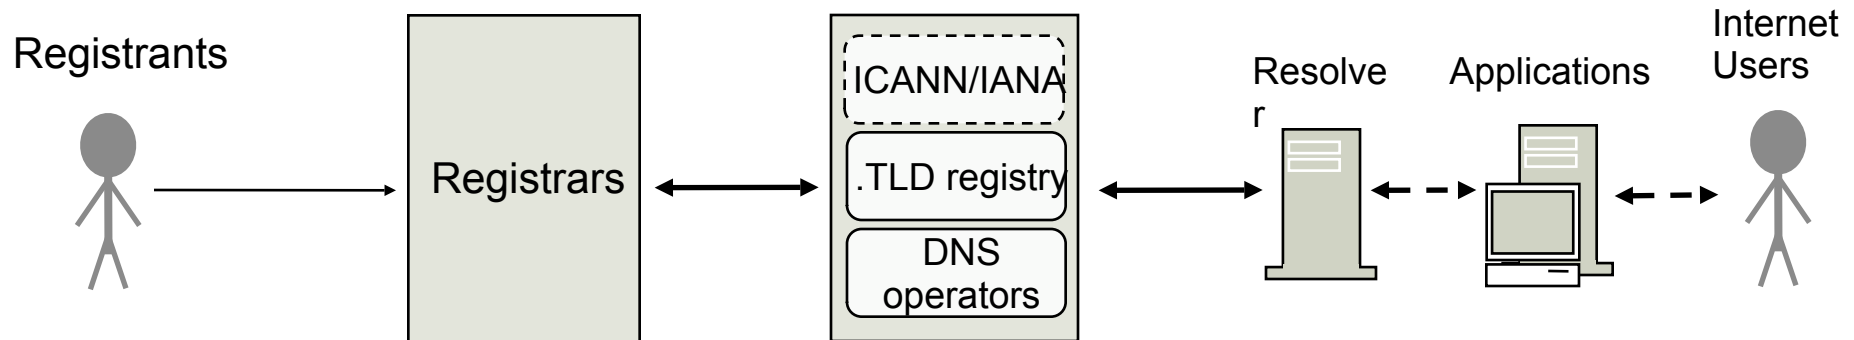 Registrants
Registrars
ICANN/IANA
.TLD registry
DNS
operators
Resolve
r
Applications
Internet
Users